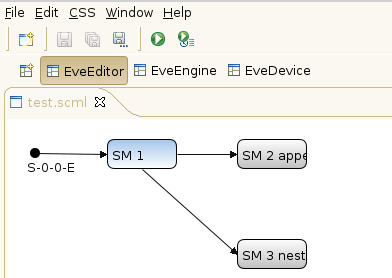 File Edit CSS Window Help
EveEditor EveEngine EveDevice
test.scml
SM 1 SM 2 appe
S-0-0-E
SM 3 nest